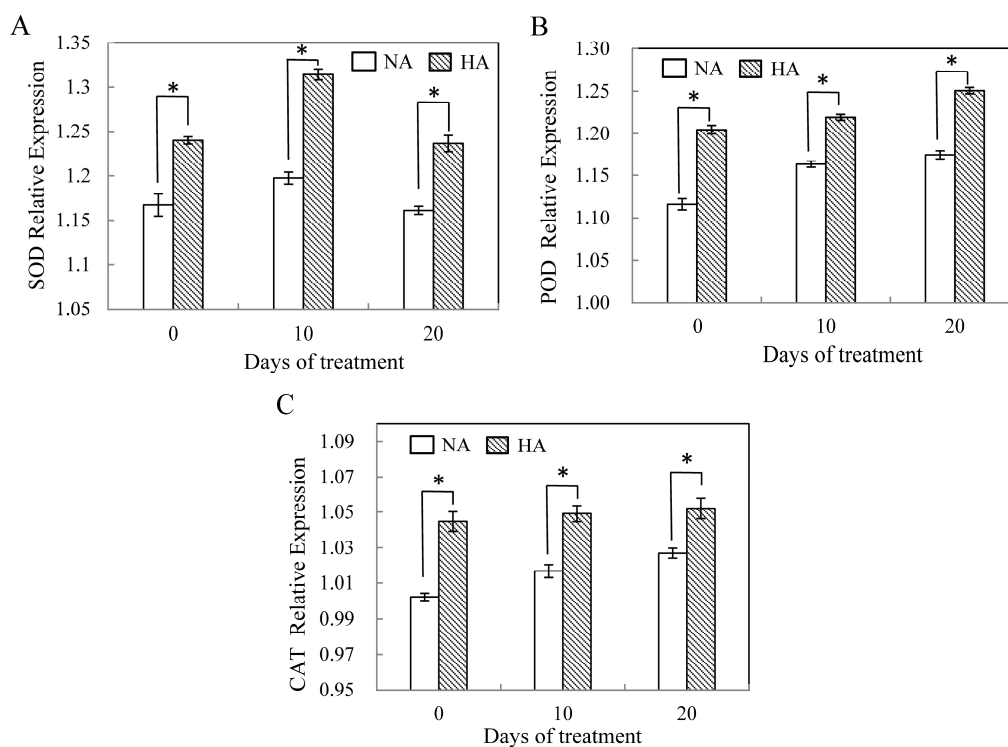 A
SOD Relative Expression
1.35
1.3
1.25
1.2
1.15
1.1
1.05
NA HA
*
*
*
0 10 20
Days of treatment
B
POD Relative Expression
1.30
1.25
1.20
1.15
1.10
1.05
1.00
NA HA
*
*
*
0 10 20
Days of treatment
C
CAT Relative Expression
1.09
1.07
1.05
1.03
1.01
0.99
0.97
0.95
NA HA
*
*
*
0 10 20
Days of treatment